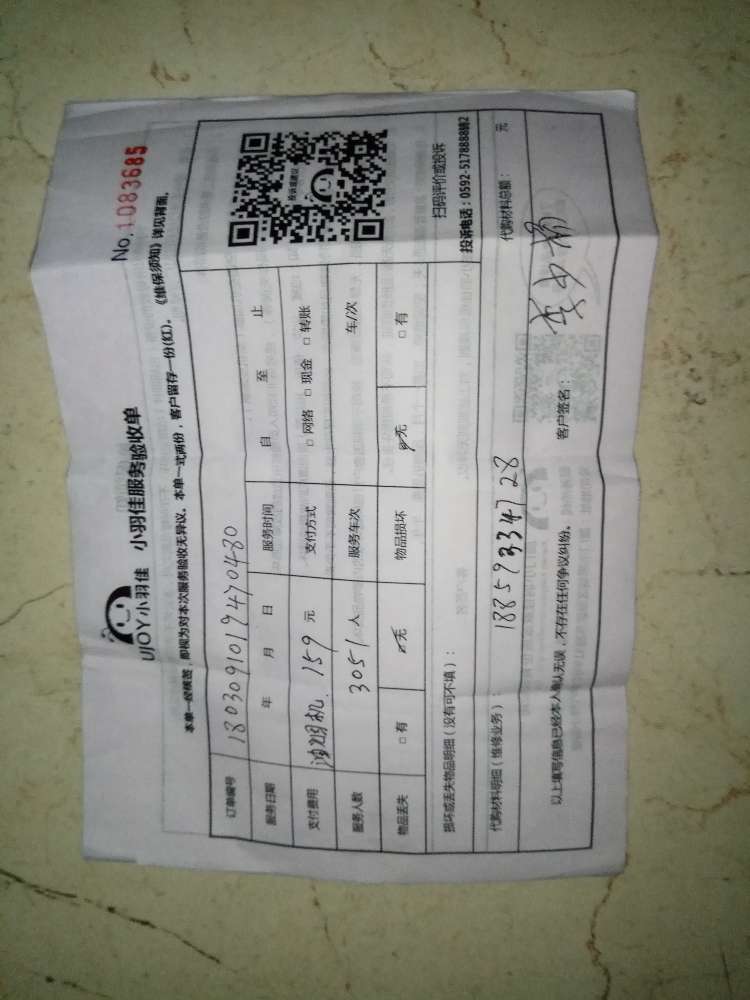 UJOY小羽佳 小羽佳服务验收单
No.1083685
本单一经核签，即视为对本次服务验收无异议。本单一式两份，客户留存一份(红)。《维保须知》详见背面。
订单编号 1803091019470480
服务日期 年 月 日 服务时间 自 至 止
支付费用 油烟机. 159 元 支付方式 □ 网络 □ 现金 □ 转账
服务人数 3051 人 服务车次 车/次
物品丢失 □ 有 □ 无 物品损坏 □ 无 □ 有
投诉或建议
扫码评价或投诉
投诉电话：0592-5178888转2
损坏或丢失物品明细（没有可不填）：
代购材料明细（维修业务）： 代购材料总额： 元
18859334728
以上填写信息已经本人确认无误，不存在任何争议纠纷。 客户签名：